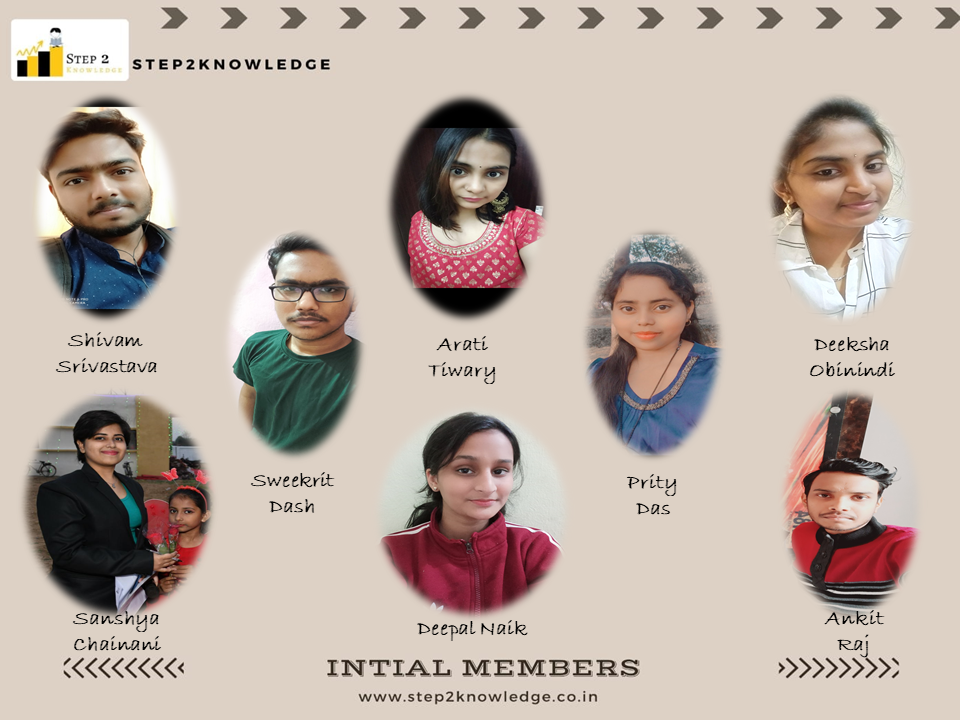 STEP 2
KNOWLEDGE
STEP2KNOWLEDGE
Shivam
Srivastava
Arati
Tiwary
Deeksha
Obinindi
Sweekrit
Dash
Prity
Das
Sanshya
Chainani
Deepal Naik
Ankit
Raj
INTIAL MEMBERS
www.step2knowledge.co.in